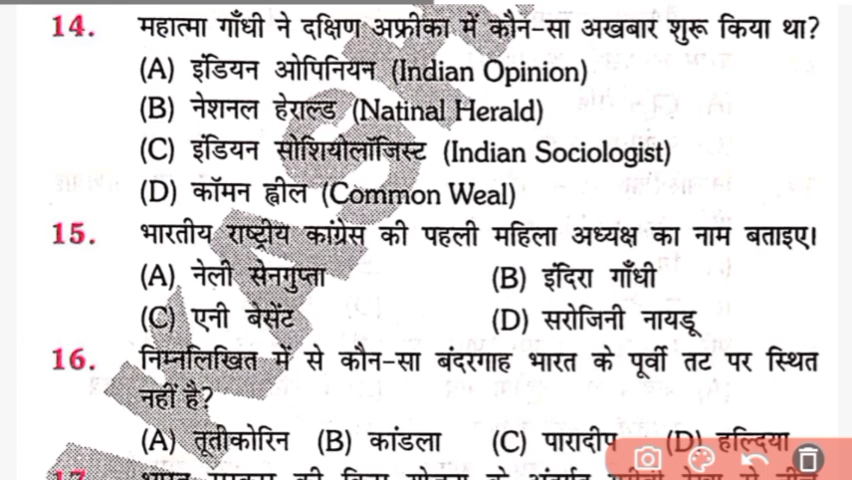 14. महात्मा गाँधी ने दक्षिण अफ्रीका में कौन-सा अखबार शुरू किया था?
(A) इंडियन ओपिनियन (Indian Opinion)
(B) नेशनल हेराल्ड (Natinal Herald)
(C) इंडियन सोशियोलॉजिस्ट (Indian Sociologist)
(D) कॉमन ह्वील (Common Weal)
15. भारतीय राष्ट्रीय कांग्रेस की पहली महिला अध्यक्ष का नाम बताइए।
(A) नेली सेनगुप्ता (B) इंदिरा गाँधी
(C) एनी बेसेंट (D) सरोजिनी नायडू
16. निम्नलिखित में से कौन-सा बंदरगाह भारत के पूर्वी तट पर स्थित
नहीं है?
(A) तूतीकोरिन (B) कांडला (C) पारादीप (D) हल्दिया